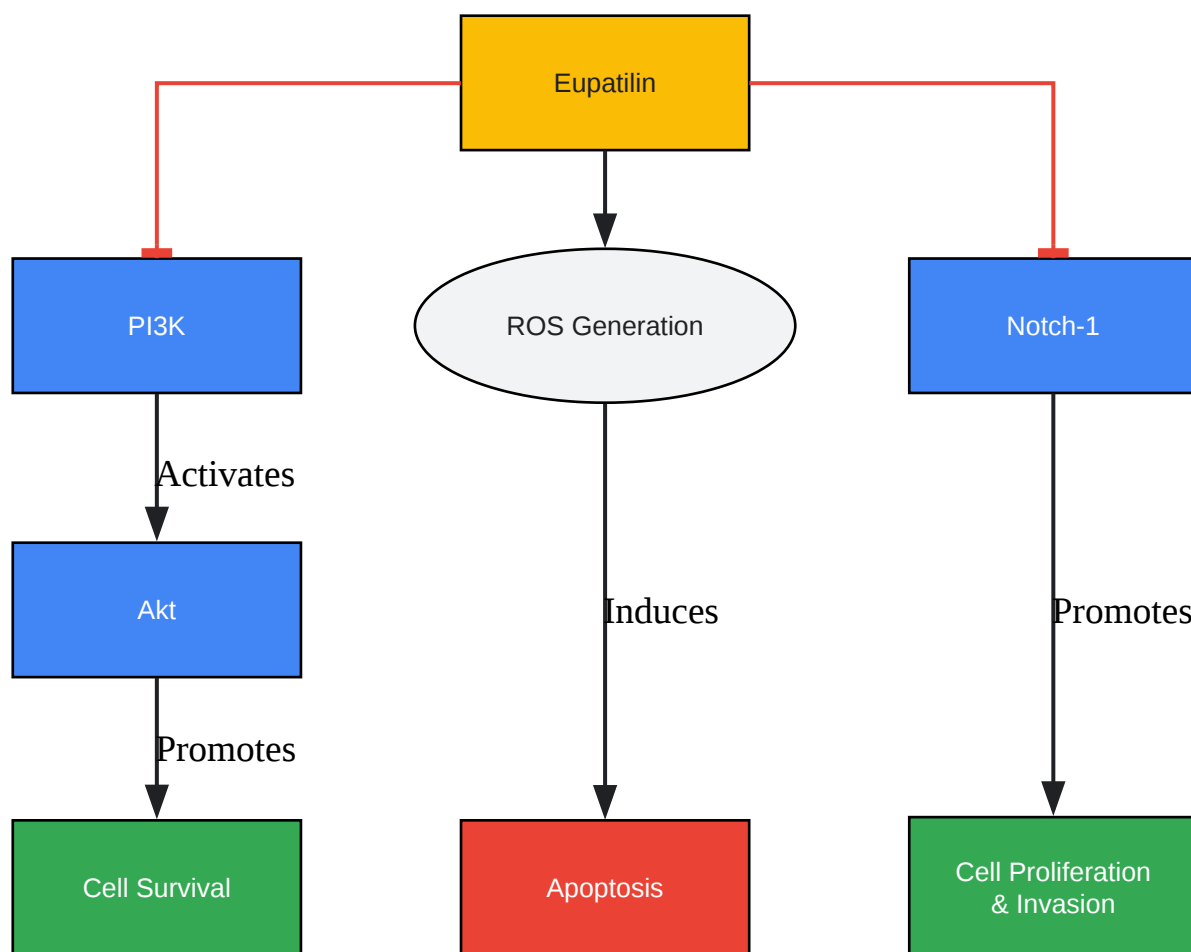 Eupatilin
PI3K
ROS Generation
Notch-1
Activates
Akt
Induces
Promotes
Promotes
Cell Survival
Apoptosis
Cell Proliferation
& Invasion